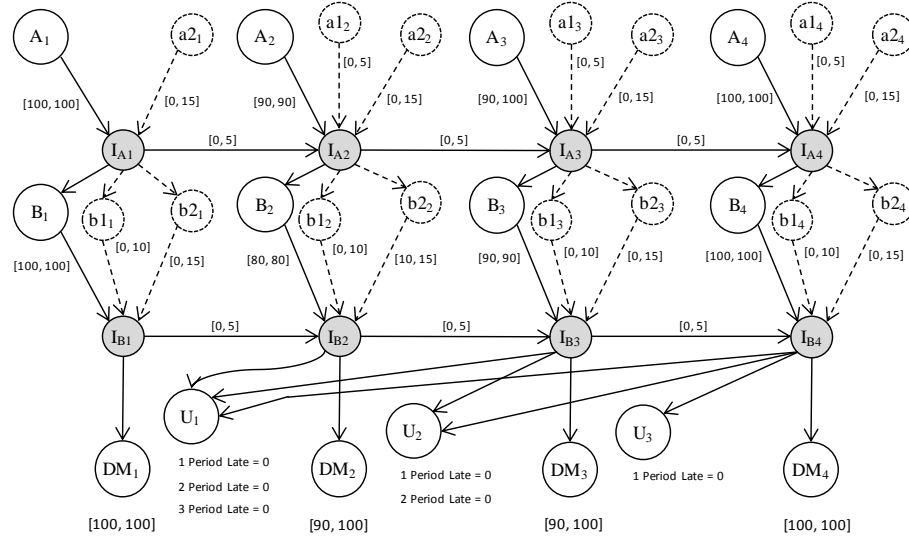 A1 a21 A2 a12 a22 A3 a13 a23 A4 a14 a24
[0, 5] [0, 5] [0, 5]
[100, 100] [0, 15] [90, 90] [0, 15] [90, 100] [0, 15] [100, 100] [0, 15]
IA1 [0, 5] IA2 [0, 5] IA3 [0, 5] IA4
B1 b11 b21 B2 b12 b22 B3 b13 b23 B4 b14 b24
[100, 100] [0, 10] [0, 15] [80, 80] [0, 10] [10, 15] [90, 90] [0, 10] [0, 15] [100, 100] [0, 10] [0, 15]
IB1 [0, 5] IB2 [0, 5] IB3 [0, 5] IB4
U1 U2 U3
DM1 DM2 DM3 DM4
1 Period Late = 0 1 Period Late = 0 1 Period Late = 0
2 Period Late = 0 2 Period Late = 0
3 Period Late = 0
[100, 100] [90, 100] [90, 100] [100, 100]